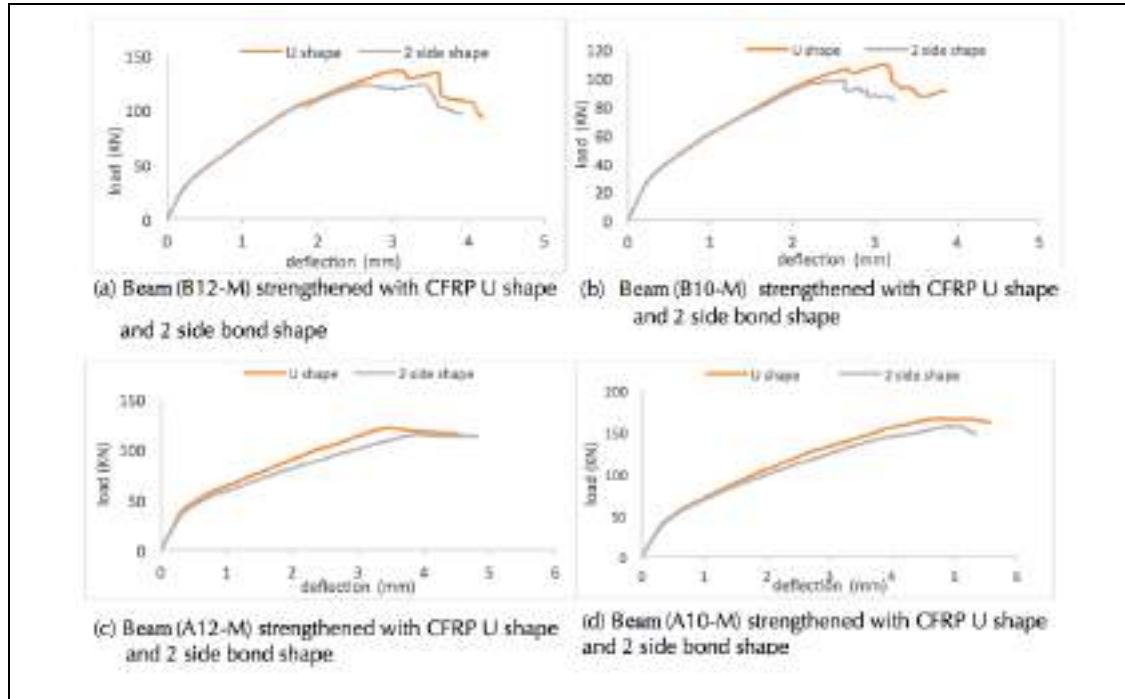 U shape 2 side shape
150
100
50
0
load (KN)
0 1 2 3 4 5
deflection (mm)
(a) Beam (B12-M) strengthened with CFRP U shape
and 2 side bond shape
U shape 2 side shape
120
100
80
60
40
20
0
load (KN)
0 1 2 3 4 5
deflection (mm)
(b) Beam (B10-M) strengthened with CFRP U shape
and 2 side bond shape
U shape 2 side shape
150
100
50
0
load (KN)
0 1 2 3 4 5 6
deflection (mm)
(c) Beam (A12-M) strengthened with CFRP U shape
and 2 side bond shape
U shape 2 side shape
200
150
100
50
0
load (KN)
0 1 2 3 4 5 6
deflection (mm)
(d) Beam (A10-M) strengthened with CFRP U shape
and 2 side bond shape